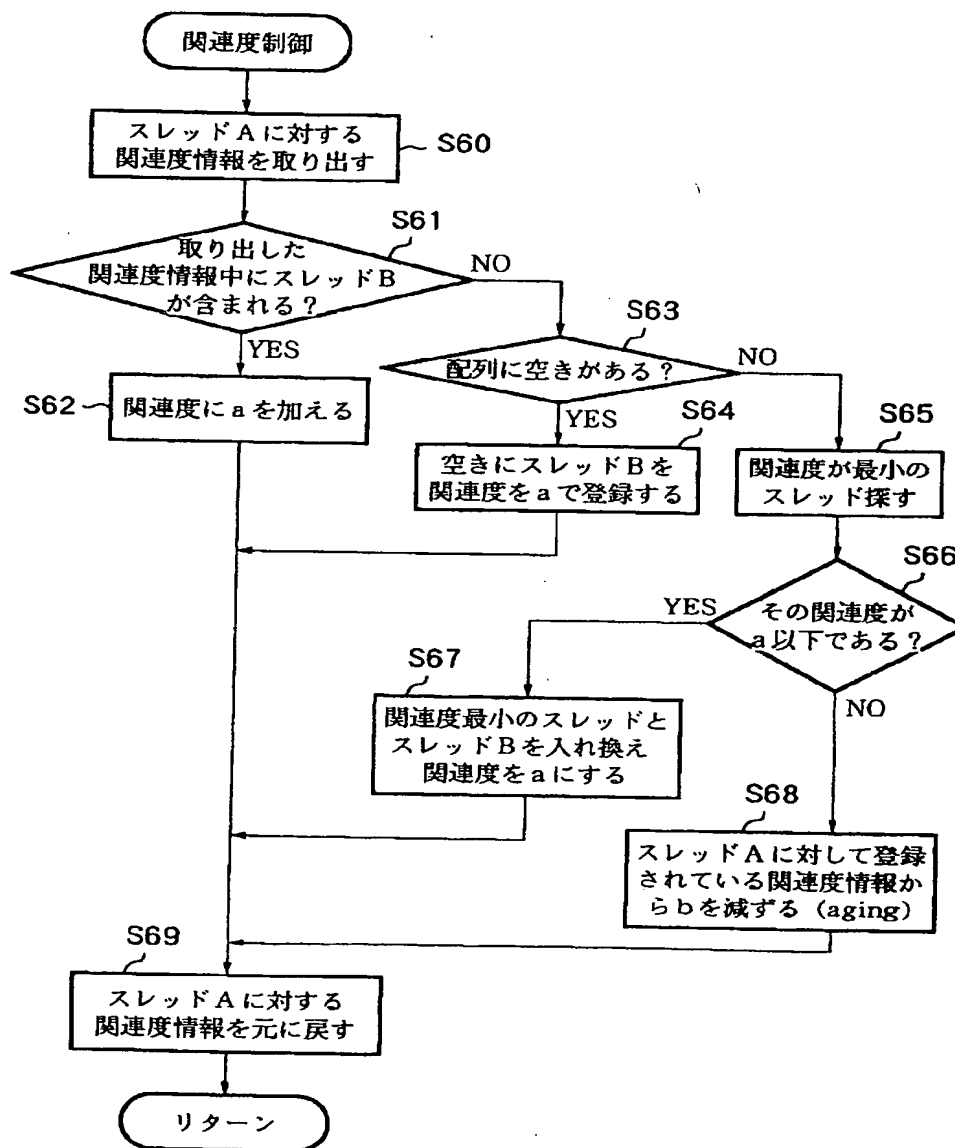 関連度制御
スレッドAに対する
関連度情報を取り出す
S60
S61
取り出した
関連度情報中にスレッドB
が含まれる？
NO
YES
S62
関連度にaを加える
S63
配列に空きがある？
NO
YES
S64
空きにスレッドBを
関連度をaで登録する
S65
関連度が最小の
スレッド探す
S66
その関連度が
a以下である？
YES
NO
S67
関連度最小のスレッドと
スレッドBを入れ換え
関連度をaにする
S68
スレッドAに対して登録
されている関連度情報か
らbを減ずる（aging）
S69
スレッドAに対する
関連度情報を元に戻す
リターン